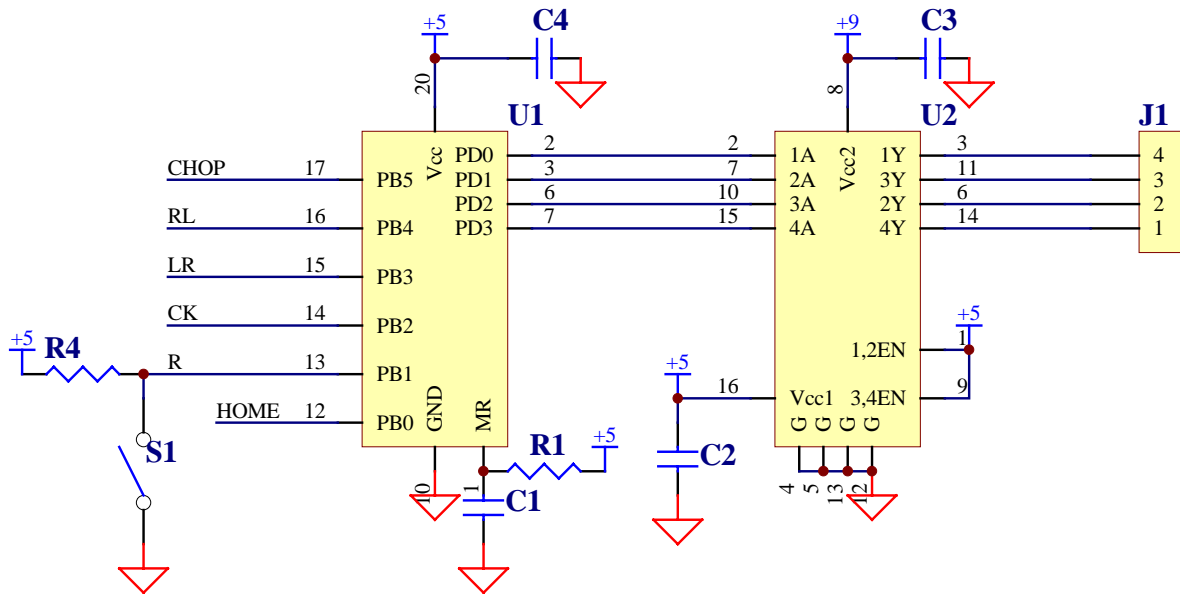 +5 C4 +9 C3
20 8
U1 U2 J1
Vcc PD0 2 2 1A Vcc2 1Y 3 4
CHOP 17 PB5 PD1 3 7 2A 3Y 11 3
PD2 6 10 3A 2Y 6 2
RL 16 PB4 PD3 7 15 4A 4Y 14 1
LR 15 PB3
CK 14 PB2 +5
+5 R4 1,2EN 1
R 13 PB1 +5
16 Vcc1 3,4EN 9
HOME 12 PB0 GND MR G G G G
S1 R1 +5 C2
10 1 C1 4 5 13 12